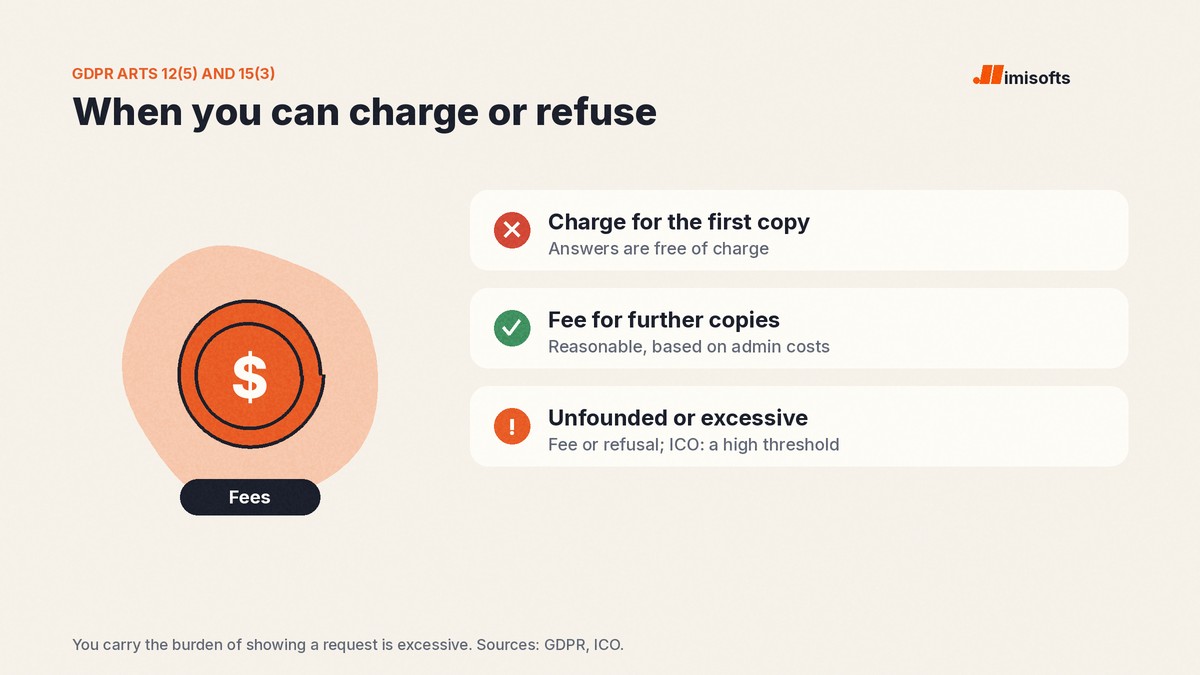 GDPR ARTS 12(5) AND 15(3)
When you can charge or refuse
imisofts
Charge for the first copy
Answers are free of charge
Fee for further copies
Reasonable, based on admin costs
Unfounded or excessive
Fee or refusal; ICO: a high threshold
$
Fees
You carry the burden of showing a request is excessive. Sources: GDPR, ICO.